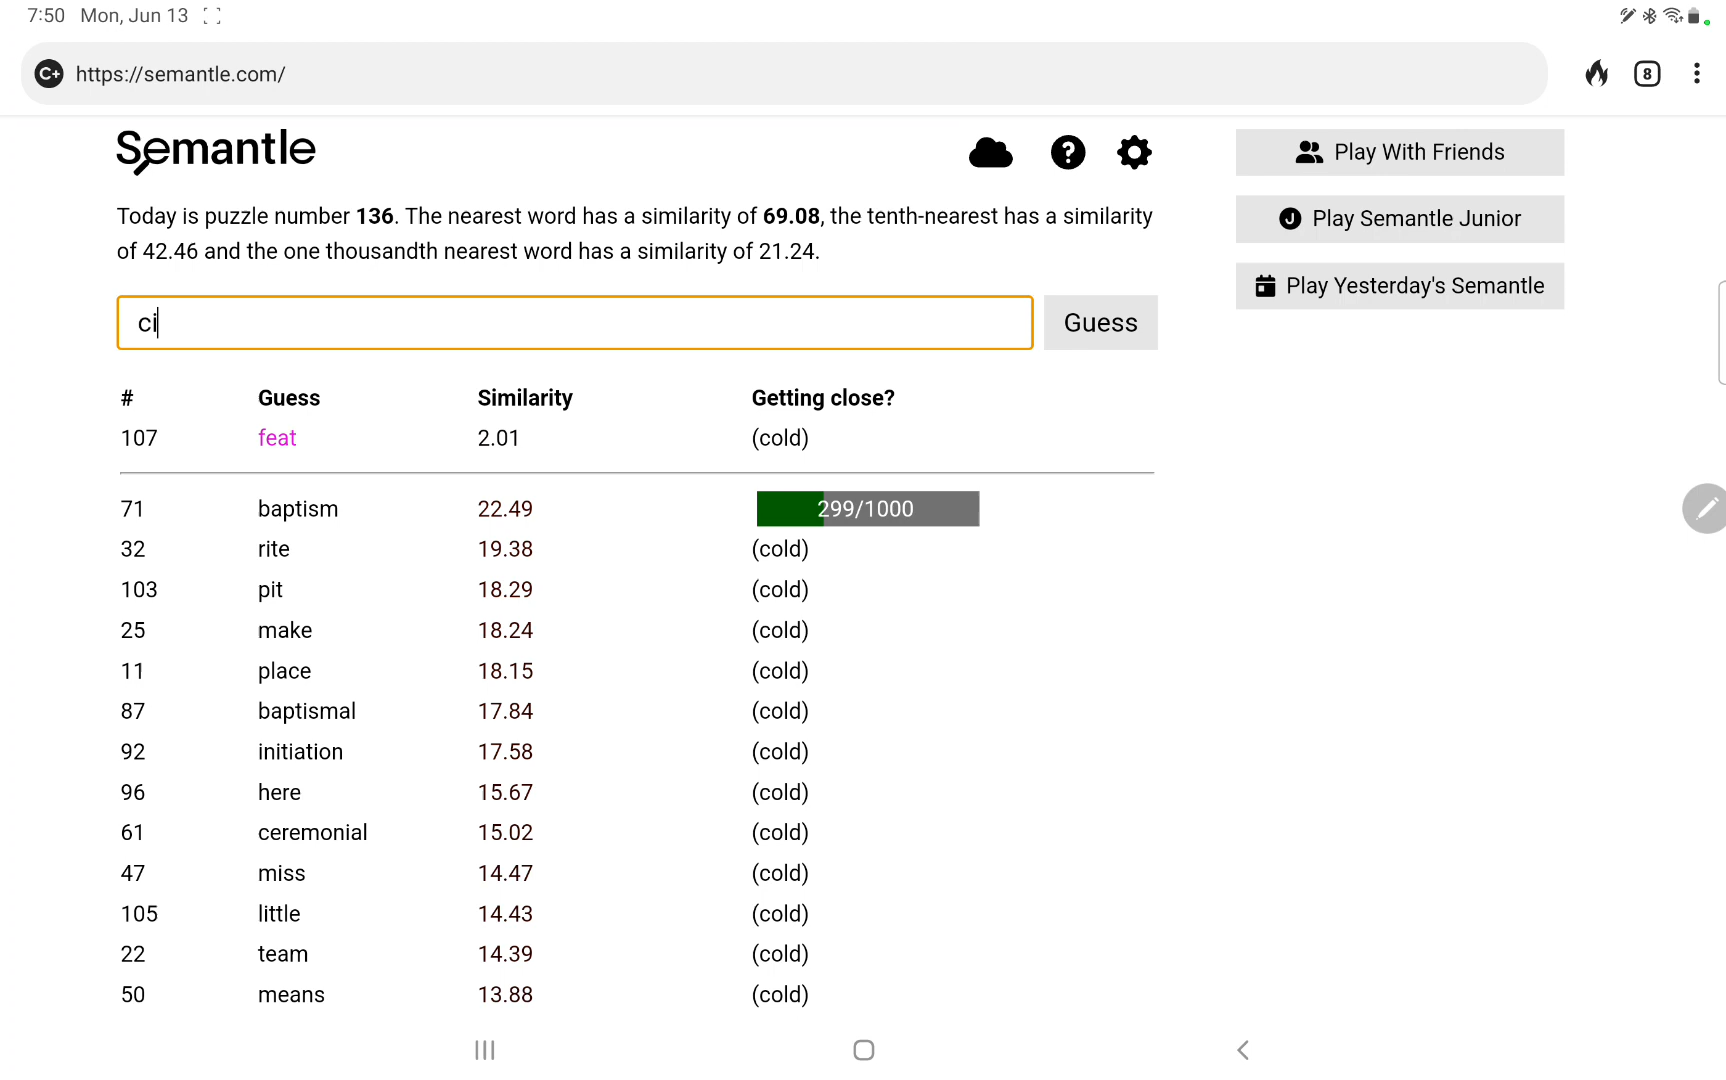 7:50 Mon, Jun 13
C+ https://semantle.com/
8
Semantle
?
Play With Friends
Today is puzzle number 136. The nearest word has a similarity of 69.08, the tenth-nearest has a similarity
of 42.46 and the one thousandth nearest word has a similarity of 21.24.
J Play Semantle Junior
Play Yesterday's Semantle
ci
Guess
# Guess Similarity Getting close?
107 feat 2.01 (cold)
71 baptism 22.49 299/1000
32 rite 19.38 (cold)
103 pit 18.29 (cold)
25 make 18.24 (cold)
11 place 18.15 (cold)
87 baptismal 17.84 (cold)
92 initiation 17.58 (cold)
96 here 15.67 (cold)
61 ceremonial 15.02 (cold)
47 miss 14.47 (cold)
105 little 14.43 (cold)
22 team 14.39 (cold)
50 means 13.88 (cold)